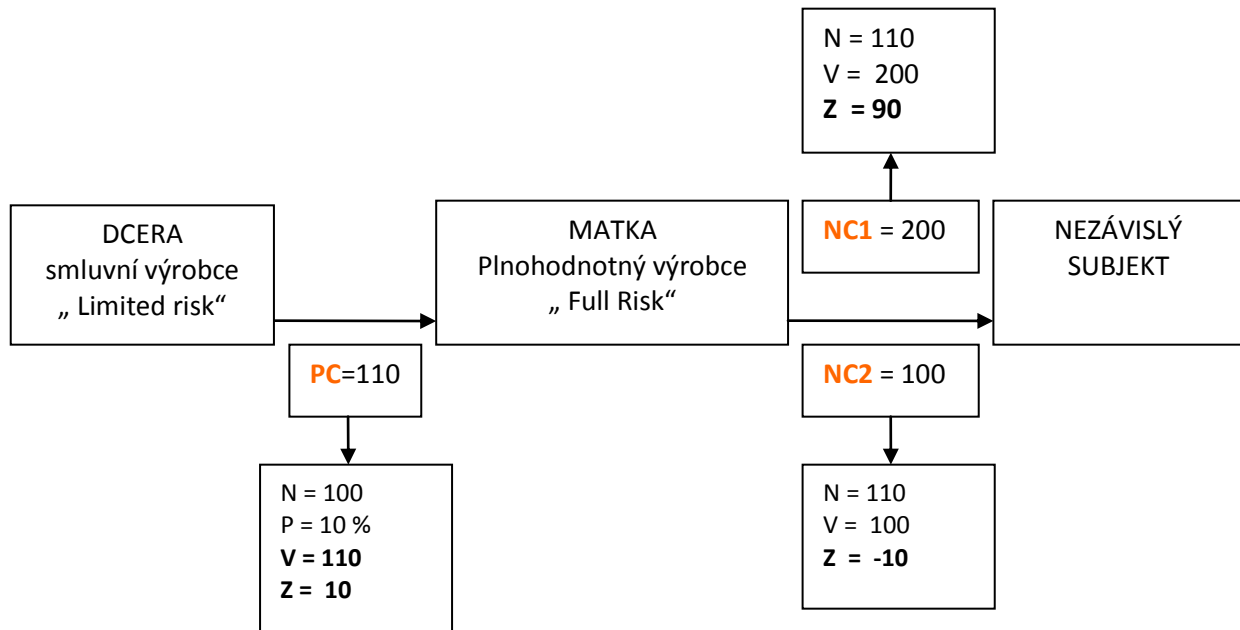 N = 110
V = 200
Z = 90
DCERA
smluvní výrobce
„ Limited risk“
MATKA
Plnohodnotný výrobce
„ Full Risk“
NC1 = 200
NEZÁVISLÝ
SUBJEKT
PC=110
NC2 = 100
N = 100
P = 10 %
V = 110
Z = 10
N = 110
V = 100
Z = -10